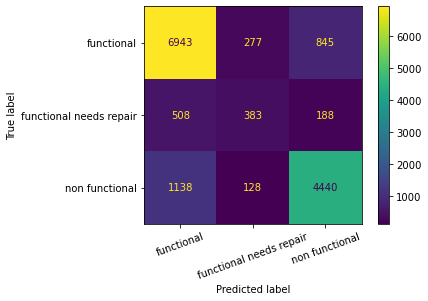 functional 6943 277 845
functional needs repair 508 383 188
non functional 1138 128 4440
True label
functional functional needs repair non functional
Predicted label
6000
5000
4000
3000
2000
1000